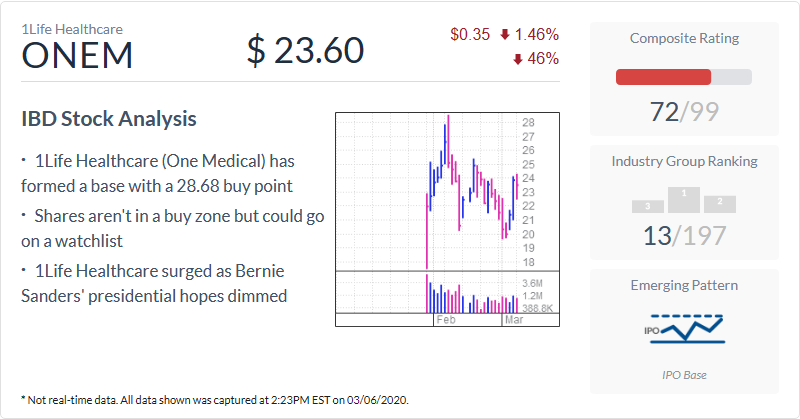 1Life Healthcare
ONEM
$ 23.60
$0.35 1.46%
46%
IBD Stock Analysis
· 1Life Healthcare (One Medical) has
formed a base with a 28.68 buy point
· Shares aren't in a buy zone but could go
on a watchlist
· 1Life Healthcare surged as Bernie
Sanders' presidential hopes dimmed
28
27
26
25
24
23
22
21
20
19
18
3.6M
1.2M
388.8K
Feb
Mar
Composite Rating
72/99
Industry Group Ranking
3
1
2
13/197
Emerging Pattern
IPO
IPO Base
* Not real-time data. All data shown was captured at 2:23PM EST on 03/06/2020.